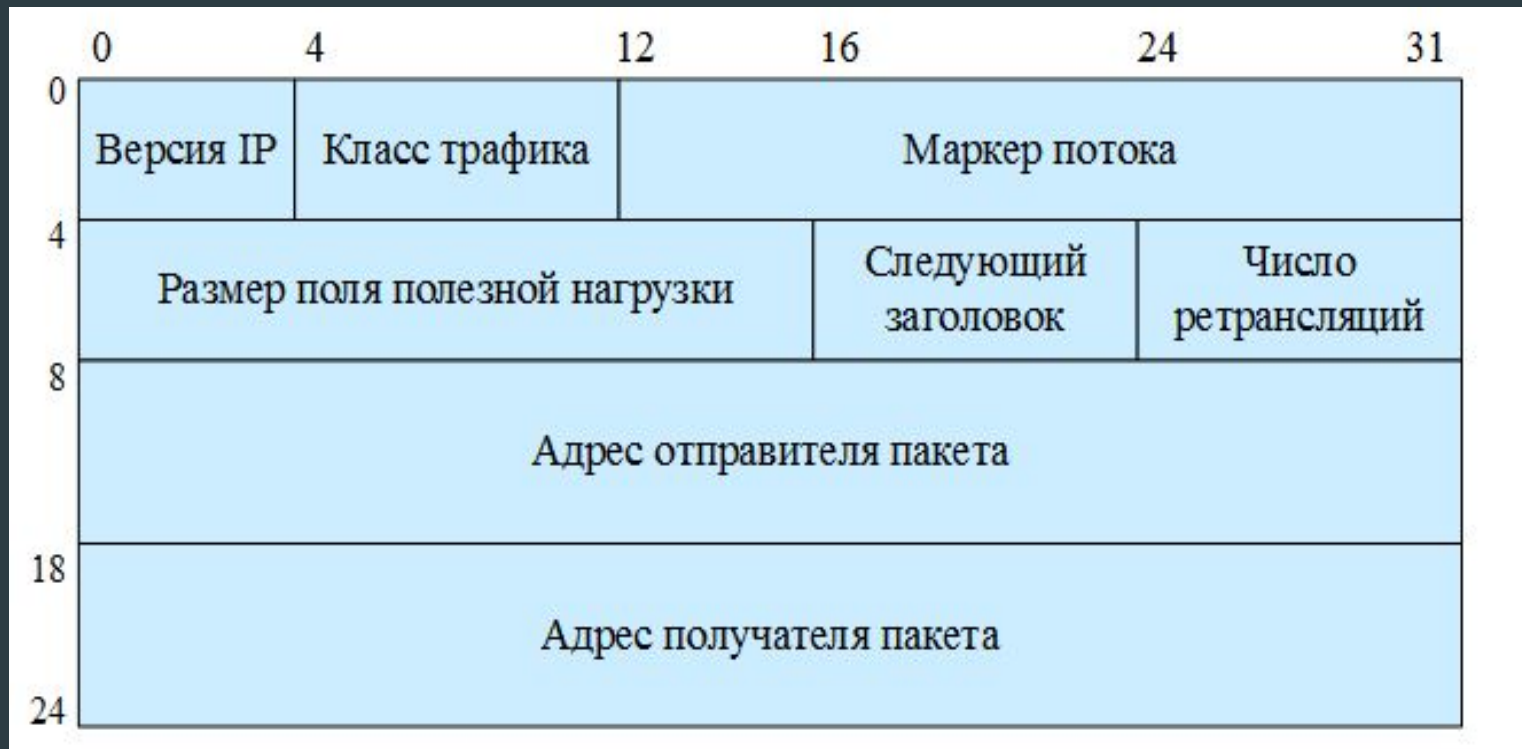 0 4 12 16 24 31
0
Версия IP Класс трафика Маркер потока
4
Размер поля полезной нагрузки
Следующий
заголовок
Число
ретрансляций
8
Адрес отправителя пакета
18
Адрес получателя пакета
24